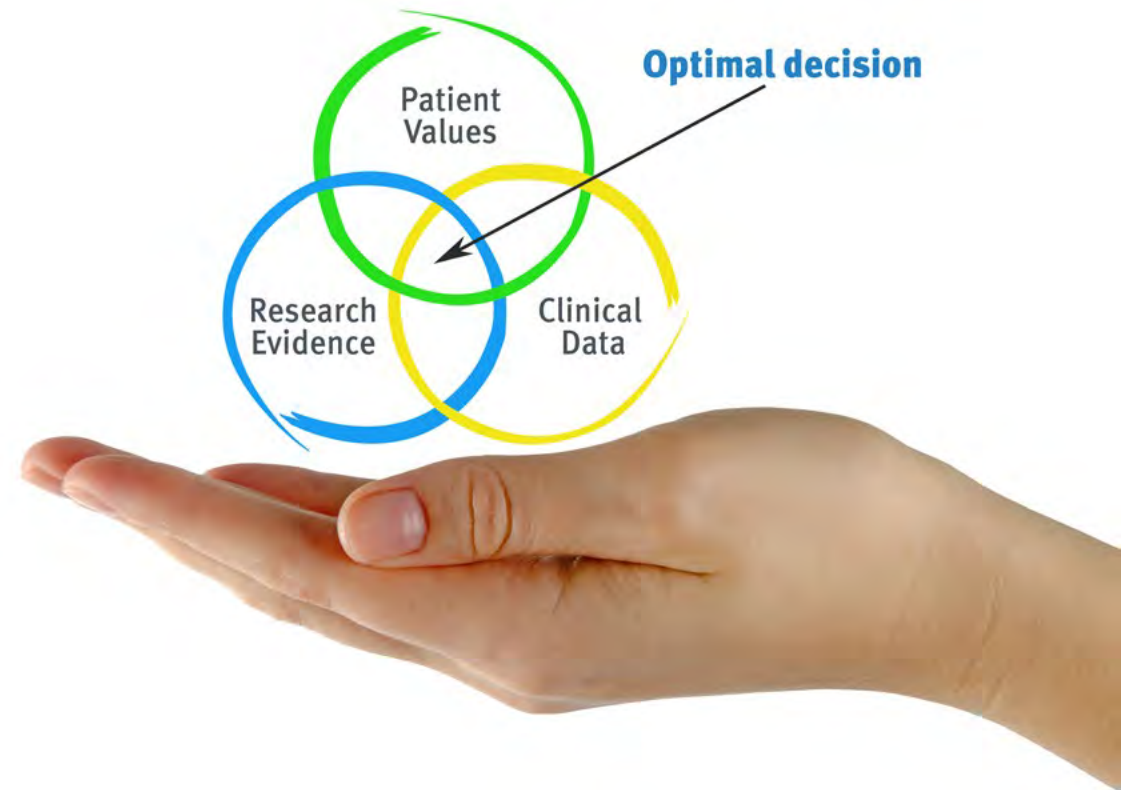 Optimal decision
Patient
Values
Research
Evidence
Clinical
Data